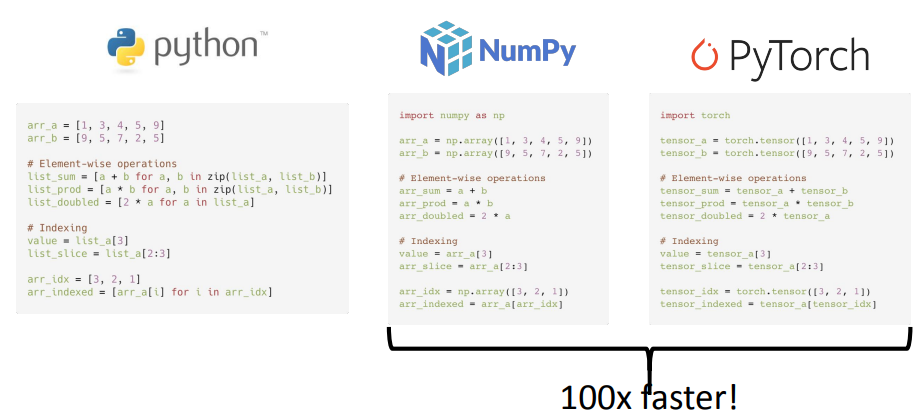 python™
NumPy
PyTorch
arr_a = [1, 3, 4, 5, 9]
arr_b = [9, 5, 7, 2, 5]
# Element-wise operations
list_sum = [a + b for a, b in zip(list_a, list_b)]
list_prod = [a * b for a, b in zip(list_a, list_b)]
list_doubled = [2 * a for a in list_a]
# Indexing
value = list_a[3]
list_slice = list_a[2:3]
arr_idx = [3, 2, 1]
arr_indexed = [arr_a[i] for i in arr_idx]
import numpy as np
arr_a = np.array([1, 3, 4, 5, 9])
arr_b = np.array([9, 5, 7, 2, 5])
# Element-wise operations
arr_sum = a + b
arr_prod = a * b
arr_doubled = 2 * a
# Indexing
value = arr_a[3]
arr_slice = arr_a[2:3]
arr_idx = np.array([3, 2, 1])
arr_indexed = arr_a[arr_idx]
import torch
tensor_a = torch.tensor([1, 3, 4, 5, 9])
tensor_b = torch.tensor([9, 5, 7, 2, 5])
# Element-wise operations
tensor_sum = tensor_a + tensor_b
tensor_prod = tensor_a * tensor_b
tensor_doubled = 2 * tensor_a
# Indexing
value = tensor_a[3]
tensor_slice = tensor_a[2:3]
tensor_idx = torch.tensor([3, 2, 1])
tensor_indexed = tensor_a[tensor_idx]
100x faster!